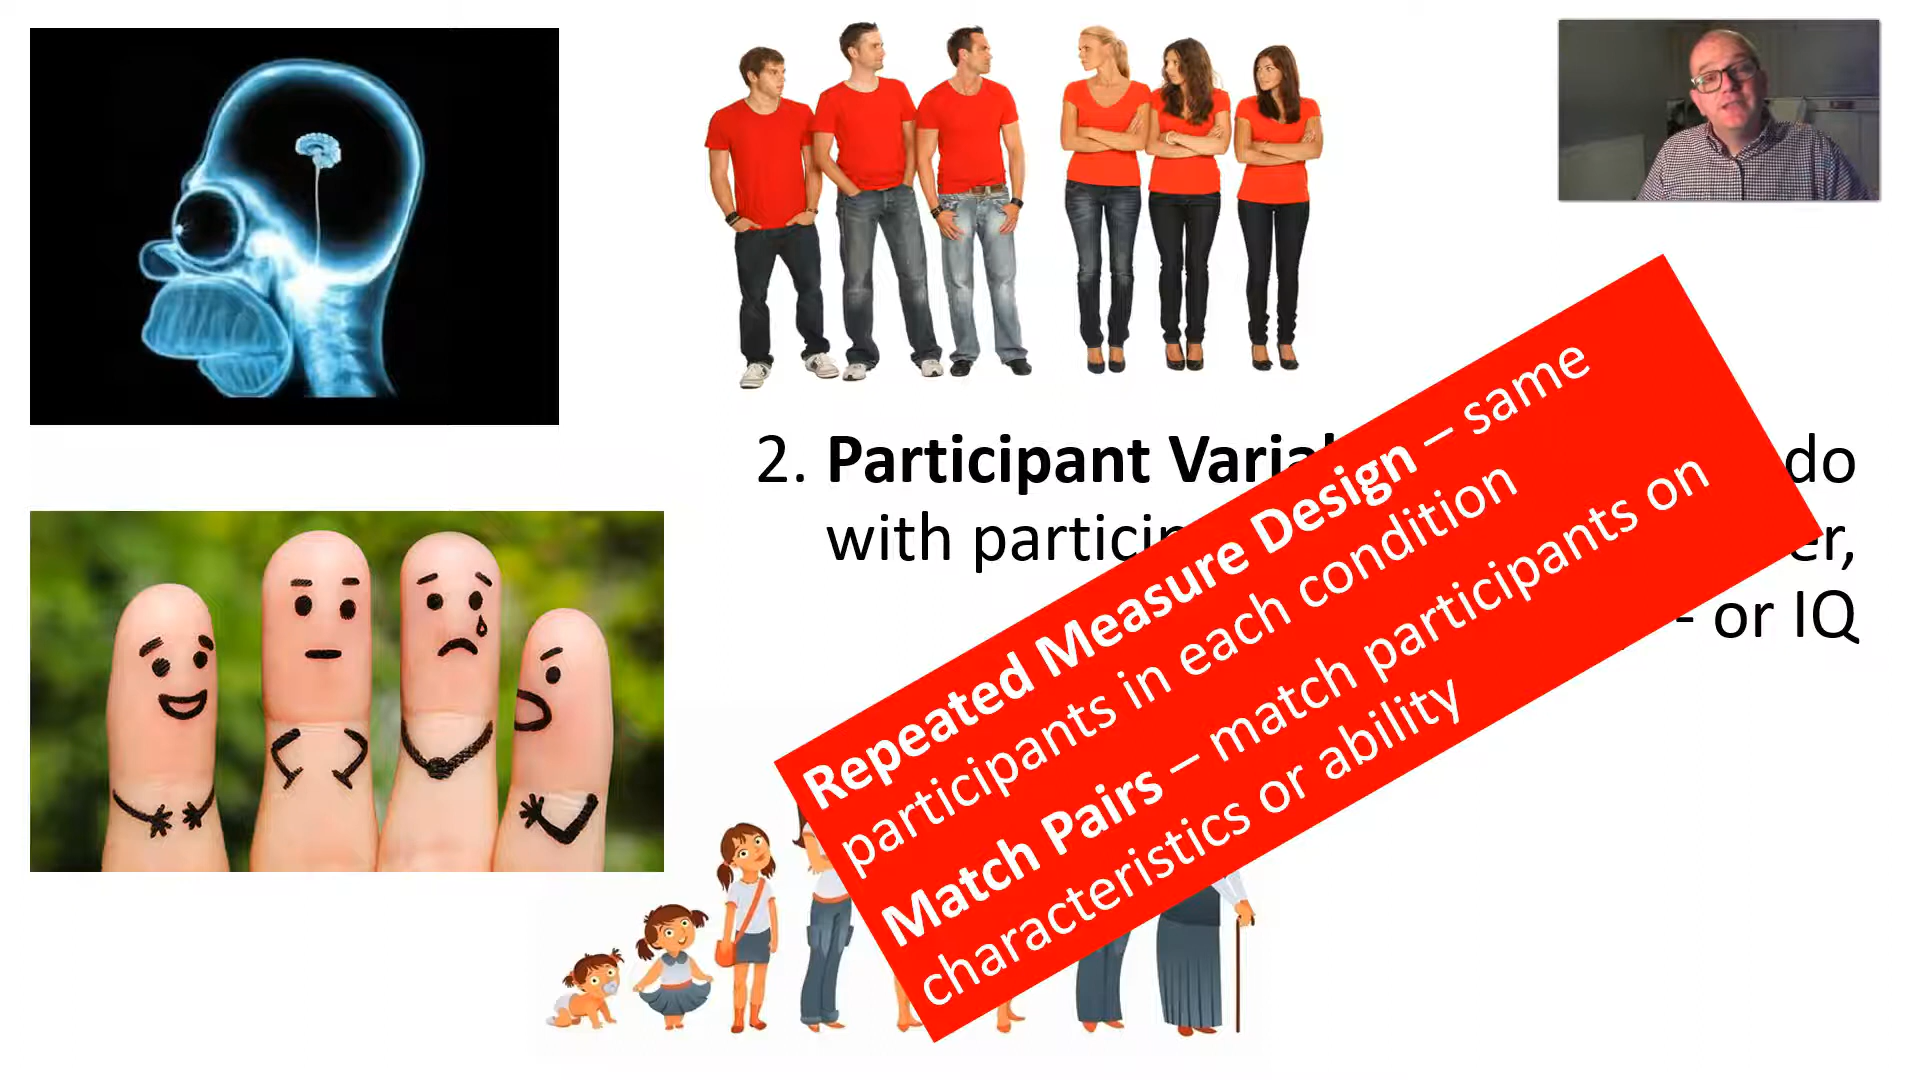 2. Participant Varia do
with partici er,
- or IQ
Repeated Measure Design – same
participants in each condition
Match Pairs – match participants on
characteristics or ability